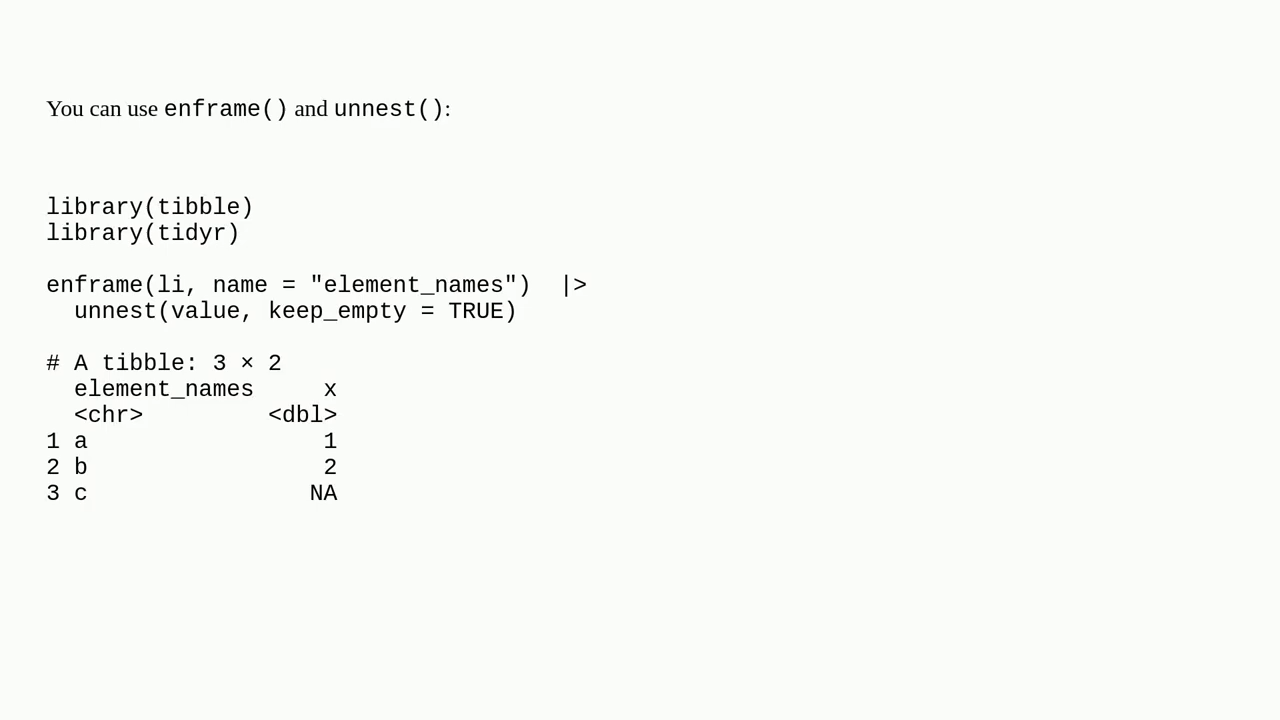 You can use enframe() and unnest():
library(tibble)
library(tidyr)
enframe(li, name = "element_names")  |>
  unnest(value, keep_empty = TRUE)
# A tibble: 3 × 2
  element_names     x
  <chr>         <dbl>
1 a                 1
2 b                 2
3 c                NA